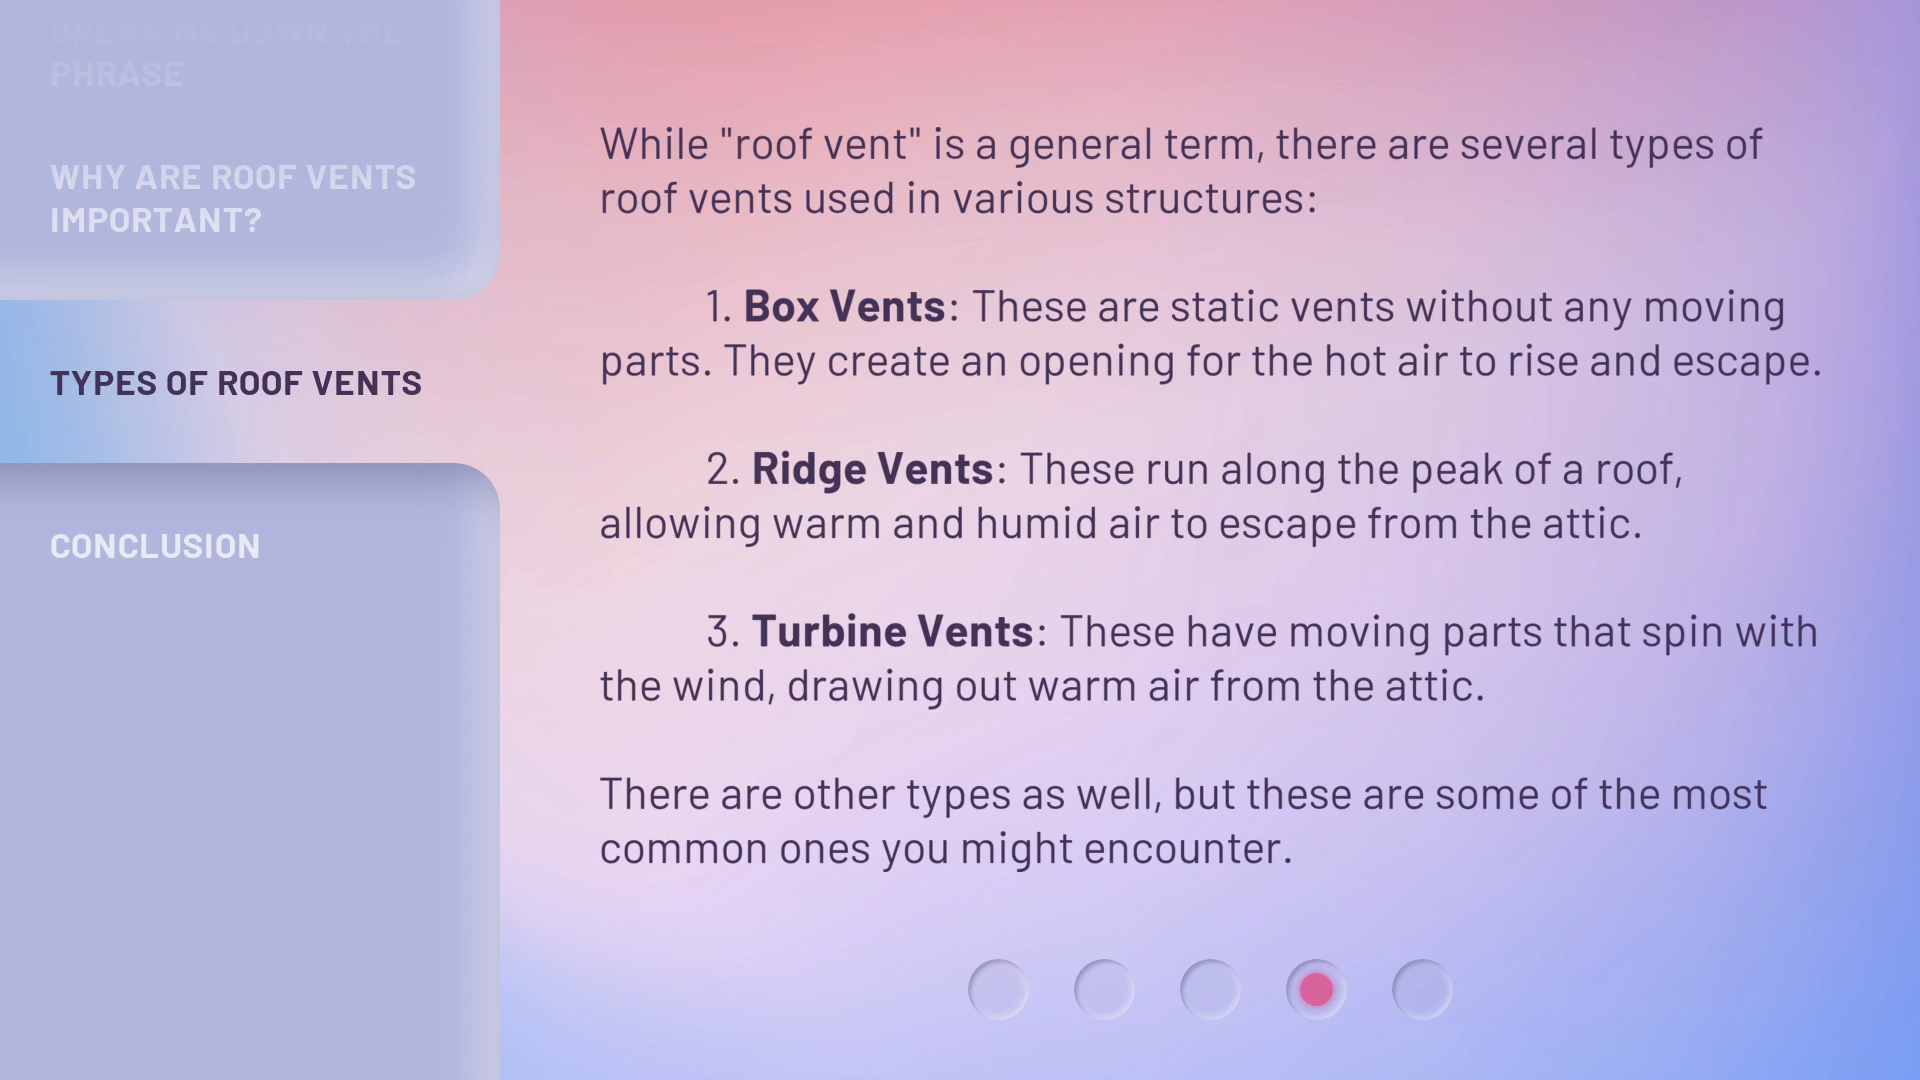 BREAKING DOWN THE
PHRASE
WHY ARE ROOF VENTS
IMPORTANT?
TYPES OF ROOF VENTS
CONCLUSION
While "roof vent" is a general term, there are several types of
roof vents used in various structures:
1. Box Vents: These are static vents without any moving
parts. They create an opening for the hot air to rise and escape.
2. Ridge Vents: These run along the peak of a roof,
allowing warm and humid air to escape from the attic.
3. Turbine Vents: These have moving parts that spin with
the wind, drawing out warm air from the attic.
There are other types as well, but these are some of the most
common ones you might encounter.